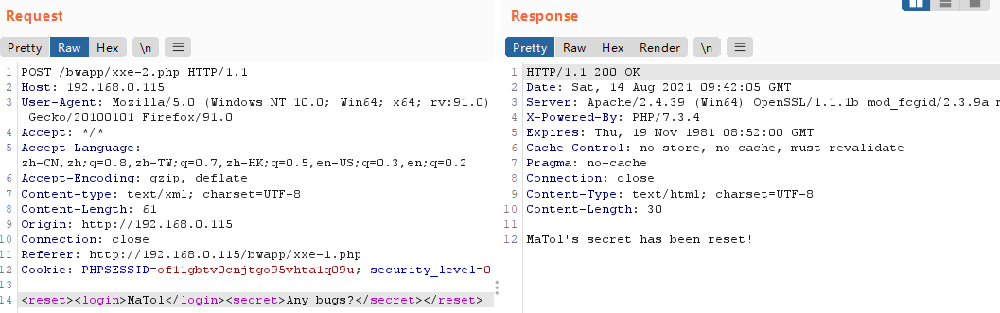 Request
Pretty Raw Hex \n
1 POST /bwapp/xxe-2.php HTTP/1.1
2 Host: 192.168.0.115
3 User-Agent: Mozilla/5.0 (Windows NT 10.0; Win64; x64; rv:91.0)
Gecko/20100101 Firefox/91.0
4 Accept: */*
5 Accept-Language:
zh-CN,zh;q=0.8,zh-TW;q=0.7,zh-HK;q=0.5,en-US;q=0.3,en;q=0.2
6 Accept-Encoding: gzip, deflate
7 Content-type: text/xml; charset=UTF-8
8 Content-Length: 61
9 Origin: http://192.168.0.115
10 Connection: close
11 Referer: http://192.168.0.115/bwapp/xxe-1.php
12 Cookie: PHPSESSID=of11gbtv0cnjtgo95vhta1q09u; security_level=0
13
14 <reset><login>MaTol</login><secret>Any bugs?</secret></reset>
Response
Pretty Raw Hex Render \n
1 HTTP/1.1 200 OK
2 Date: Sat, 14 Aug 2021 09:42:05 GMT
3 Server: Apache/2.4.39 (Win64) OpenSSL/1.1.1b mod_fcgid/2.3.9a
4 X-Powered-By: PHP/7.3.4
5 Expires: Thu, 19 Nov 1981 08:52:00 GMT
6 Cache-Control: no-store, no-cache, must-revalidate
7 Pragma: no-cache
8 Connection: close
9 Content-Type: text/html; charset=UTF-8
10 Content-Length: 30
11
12 MaTol's secret has been reset!